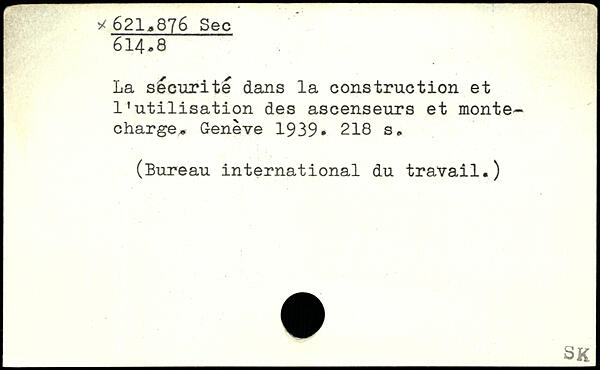 × 621.876 Sec
614.8
La sécurité dans la construction et
l'utilisation des ascenseurs et monte-
charge. Genève 1939. 218 s.
(Bureau international du travail.)
SK